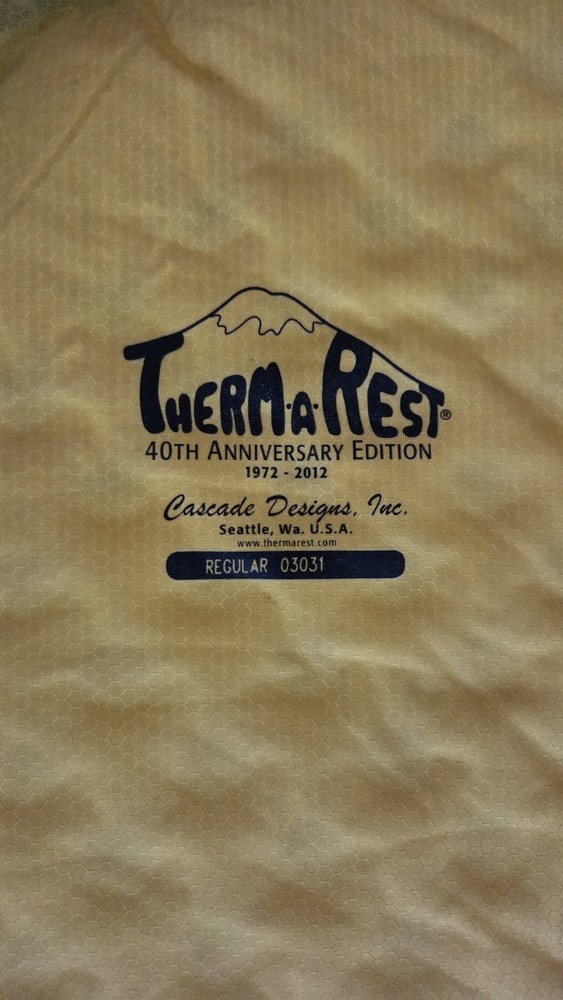 THERM·A·REST®
40TH ANNIVERSARY EDITION
1972 - 2012
Cascade Designs, Inc.
Seattle, Wa. U.S.A.
www.thermarest.com
REGULAR 03031